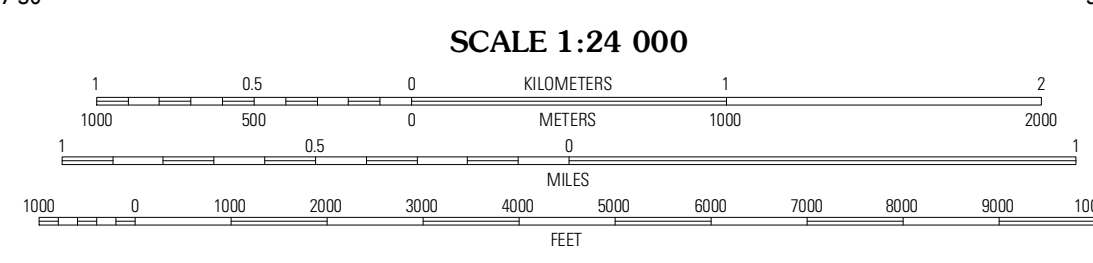 SCALE 1:24 000
1 0.5 0 KILOMETERS 1 2
1000 500 0 METERS 1000 2000
1 0.5 0 1
MILES
1000 0 1000 2000 3000 4000 5000 6000 7000 8000 9000
FEET